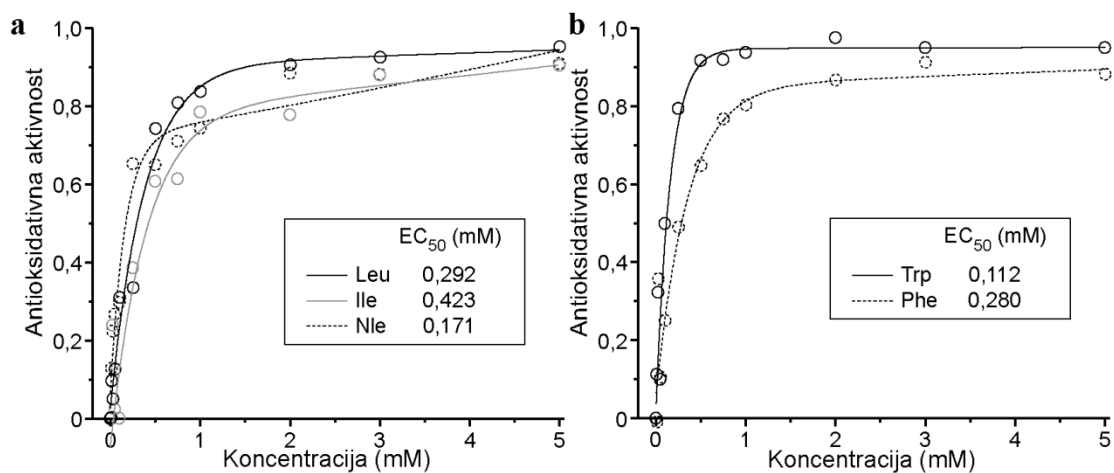 a
Antioksidativna aktivnost
1,0
0,8
0,6
0,4
0,2
0
EC50 (mM)
Leu 0,292
Ile 0,423
Nle 0,171
0 1 2 3 4 5
Koncentracija (mM)
b
Antioksidativna aktivnost
1,0
0,8
0,6
0,4
0,2
0
EC50 (mM)
Trp 0,112
Phe 0,280
0 1 2 3 4 5
Koncentracija (mM)